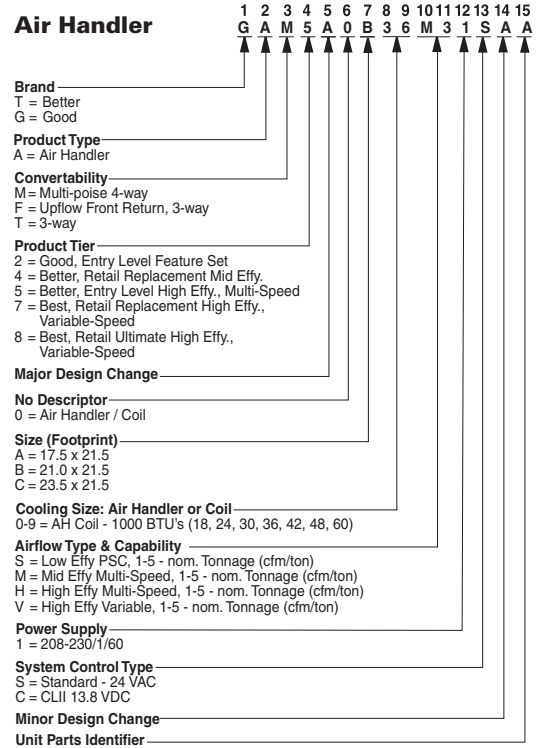 1 2 3 4 5 6 7 8 9 10 11 12 13 14 15
Air Handler
G A M 5 A 0 B 3 6 M 3 1 S A A
Brand
T = Better
G = Good
Product Type
A = Air Handler
Convertability
M = Multi-poise 4-way
F = Upflow Front Return, 3-way
T = 3-way
Product Tier
2 = Good, Entry Level Feature Set
4 = Better, Retail Replacement Mid Effy.
5 = Better, Entry Level High Effy., Multi-Speed
7 = Best, Retail Replacement High Effy.,
Variable-Speed
8 = Best, Retail Ultimate High Effy.,
Variable-Speed
Major Design Change
No Descriptor
0 = Air Handler / Coil
Size (Footprint)
A = 17.5 x 21.5
B = 21.0 x 21.5
C = 23.5 x 21.5
Cooling Size: Air Handler or Coil
0-9 = AH Coil - 1000 BTU's (18, 24, 30, 36, 42, 48, 60)
Airflow Type & Capability
S = Low Effy PSC, 1-5 - nom. Tonnage (cfm/ton)
M = Mid Effy Multi-Speed, 1-5 - nom. Tonnage (cfm/ton)
H = High Effy Multi-Speed, 1-5 - nom. Tonnage (cfm/ton)
V = High Effy Variable, 1-5 - nom. Tonnage (cfm/ton)
Power Supply
1 = 208-230/1/60
System Control Type
S = Standard - 24 VAC
C = CLII 13.8 VDC
Minor Design Change
Unit Parts Identifier